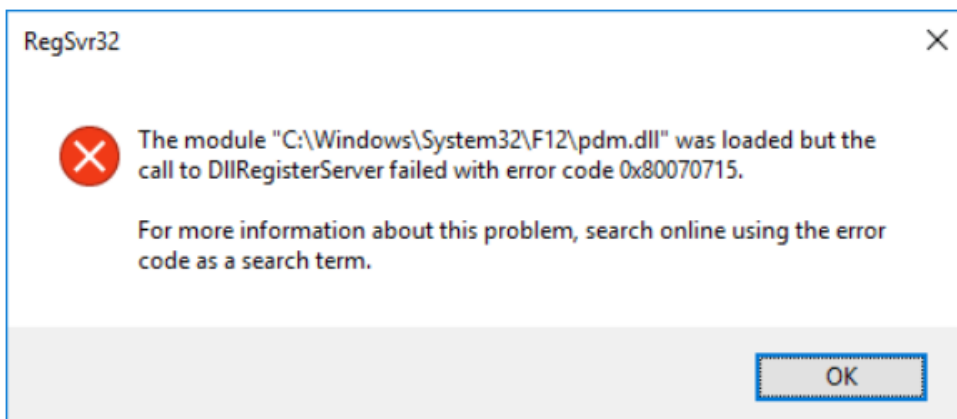 RegSvr32
The module "C:\Windows\System32\F12\pdm.dll" was loaded but the
call to DllRegisterServer failed with error code 0x80070715.
For more information about this problem, search online using the error
code as a search term.
OK